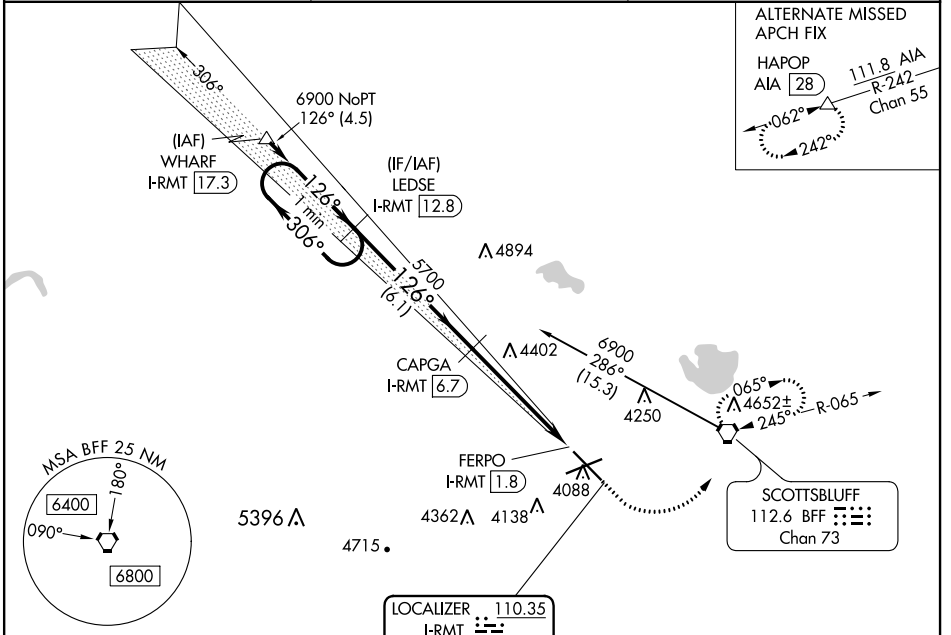 ALTERNATE MISSED
APCH FIX
HAPOP
AIA 28
111.8 AIA
R-242
Chan 55
062°
242°
306°
6900 NoPT
126° (4.5)
(IAF)
WHARF
I-RMT 17.3
(IF/IAF)
LEDSE
I-RMT 12.8
126°
1 min
306°
4894
5700
126°
(6.1)
4402
CAPGA
I-RMT 6.7
6900
286°
(15.3)
4250
065°
4652±
245°
R-065
FERPO
I-RMT 1.8
4088
MSA BFF 25 NM
6400
180°
090°
6800
5396
4362
4138
4715
SCOTTSBLUFF
112.6 BFF
Chan 73
LOCALIZER 110.35
I-RMT